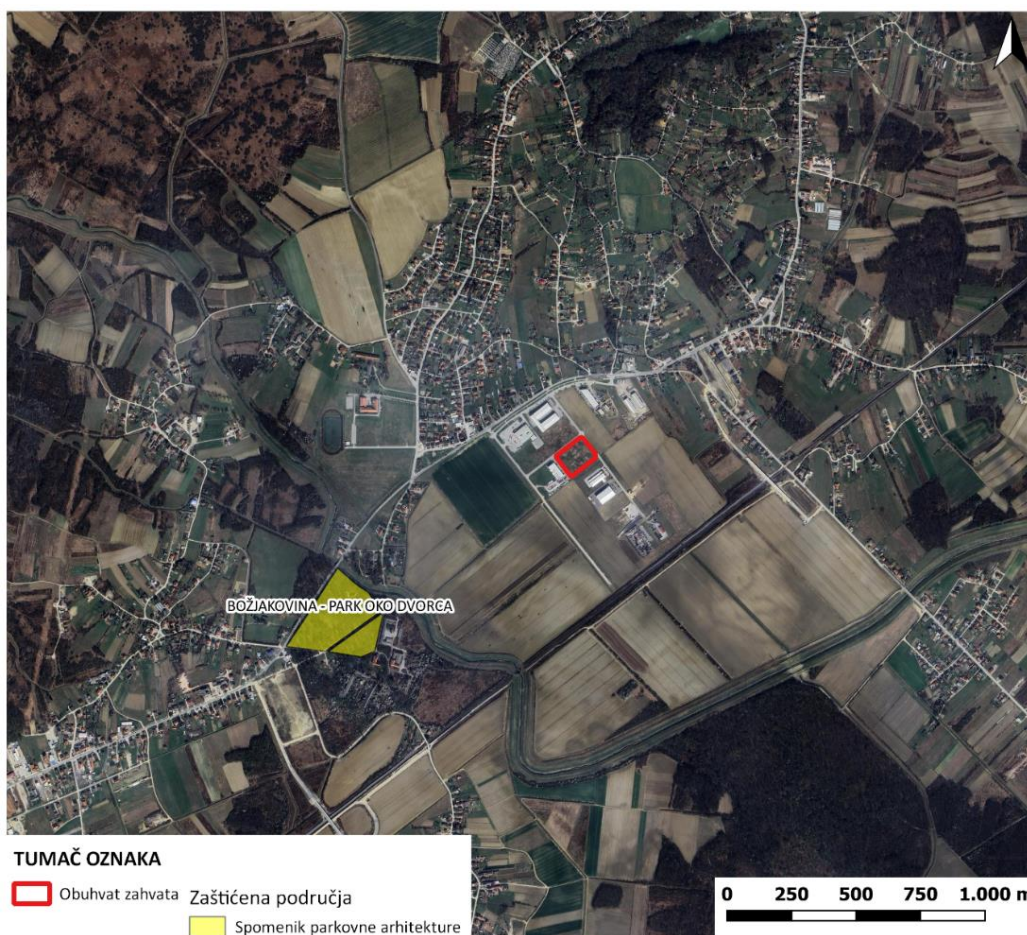 BOŽJAKOVINA - PARK OKO DVORCA
TUMAČ OZNAKA
Obuhvat zahvata
Zaštićena područja
Spomenik parkovne arhitekture
0 250 500 750 1.000 m